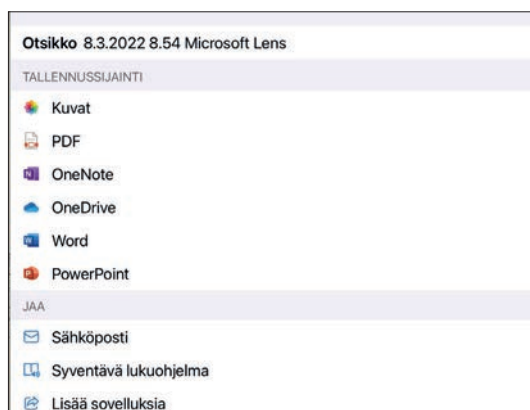 Otsikko 8.3.2022 8.54 Microsoft Lens
TALLENNUSSIJAINTI
Kuvat
PDF
OneNote
OneDrive
Word
PowerPoint
JAA
Sähköposti
Syventävä lukuohjelma
Lisää sovelluksia